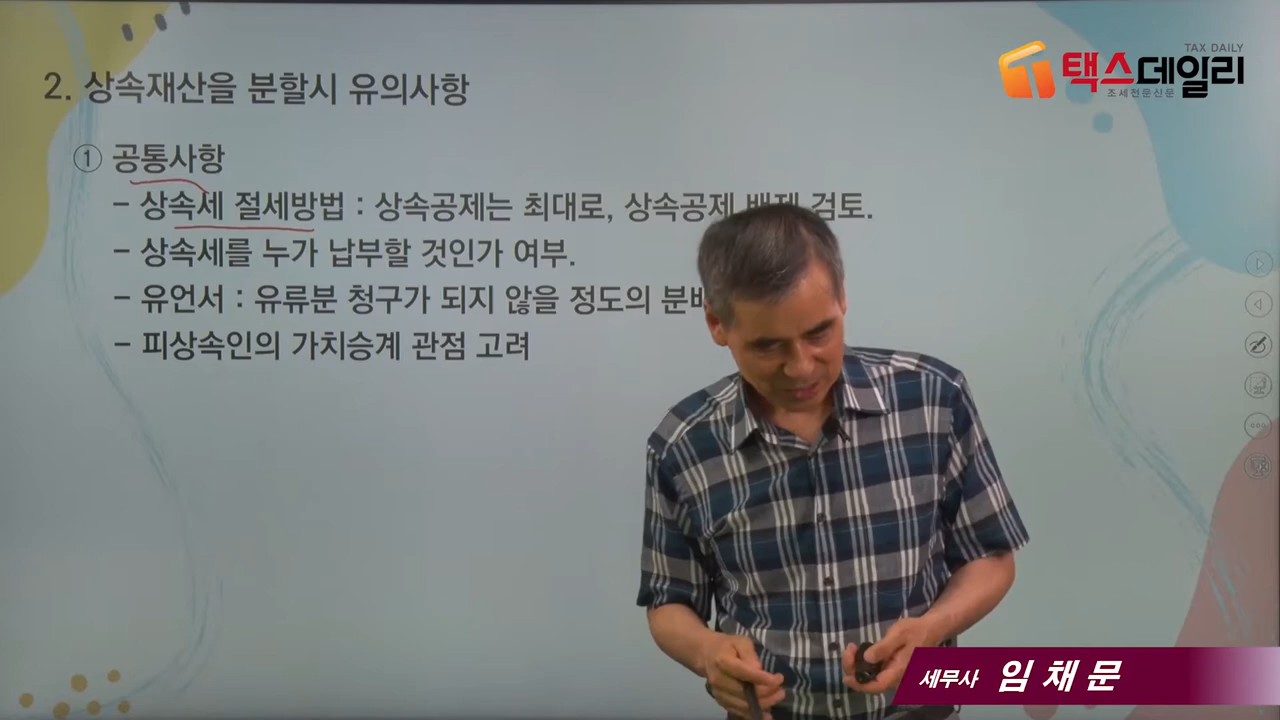 2. 상속재산을 분할시 유의사항
TAX DAILY
택스데일리
조세전문신문
① 공통사항
- 상속세 절세방법 : 상속공제는 최대로, 상속공제 배제 검토.
- 상속세를 누가 납부할 것인가 여부.
- 유언서 : 유류분 청구가 되지 않을 정도의
- 피상속인의 가치승계 관점 고려
세무사 임채문